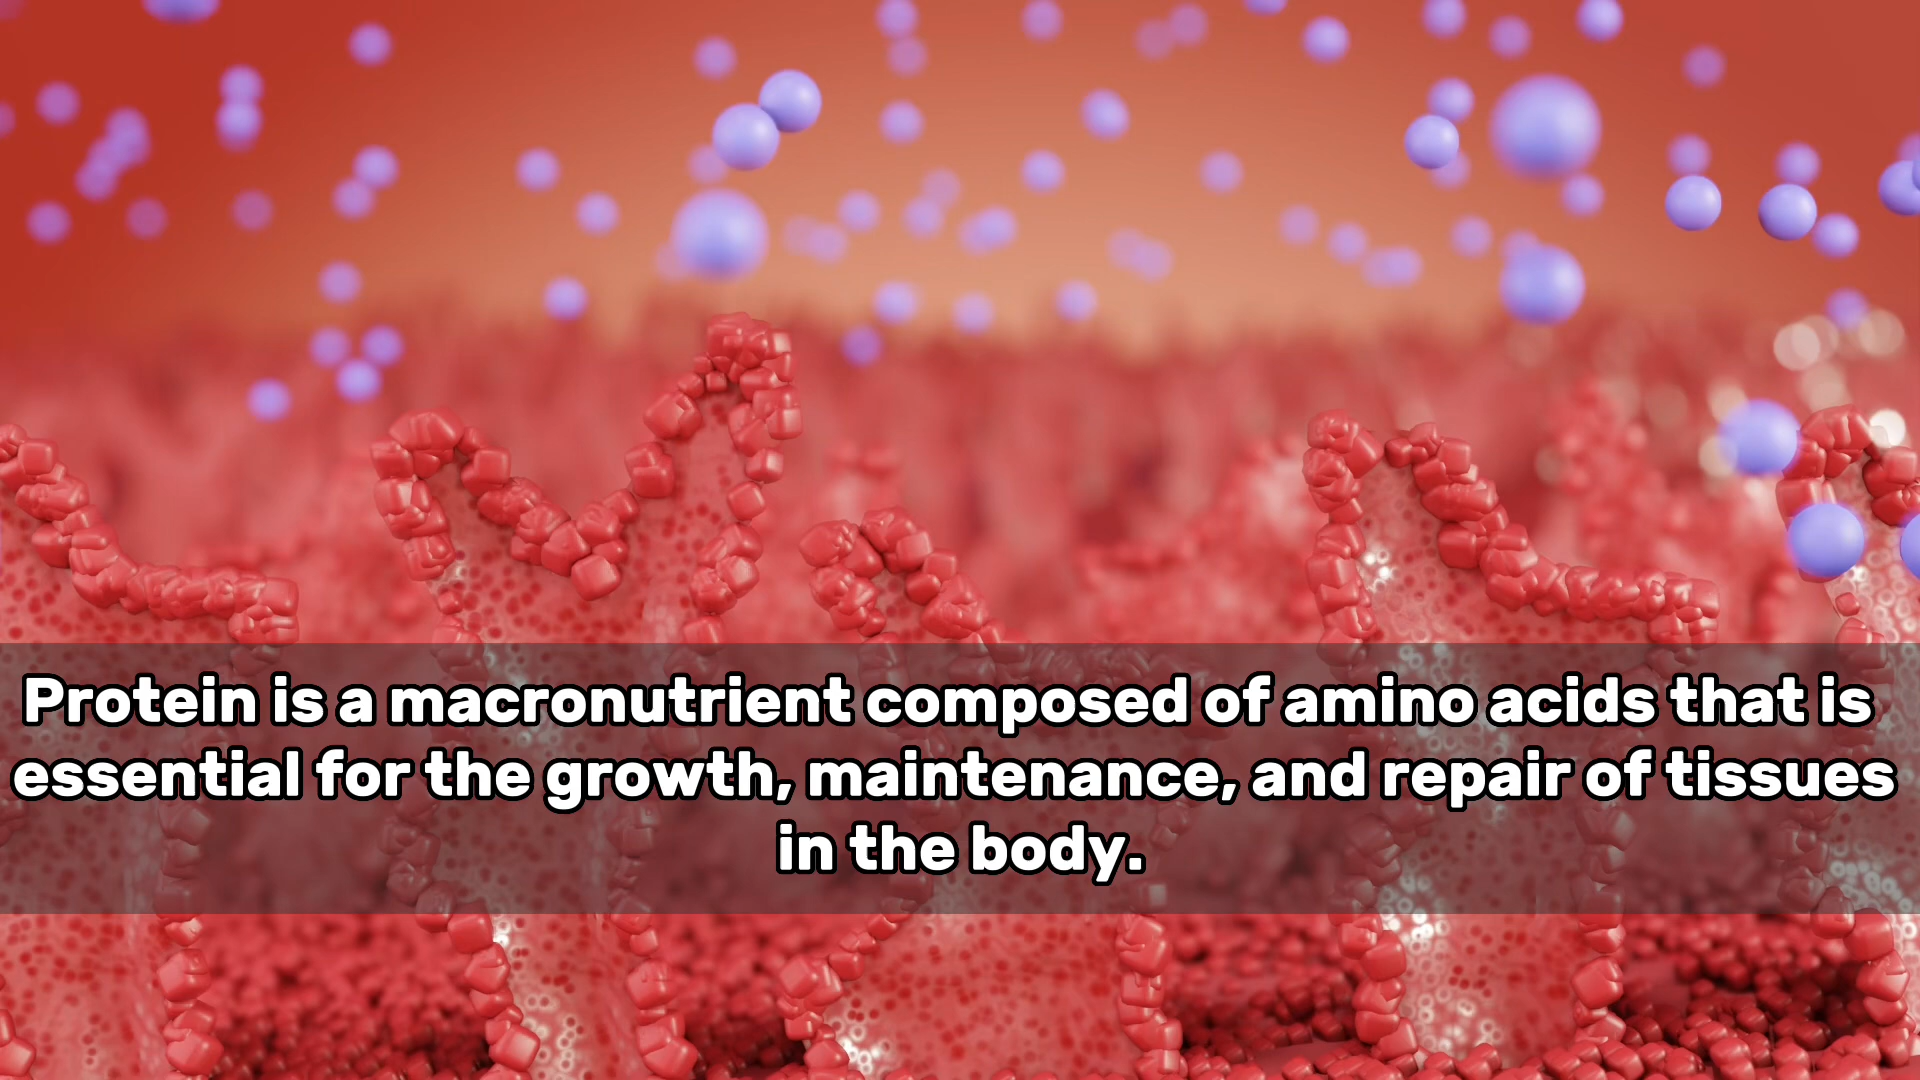 Protein is a macronutrient composed of amino acids that is
essential for the growth, maintenance, and repair of tissues
in the body.